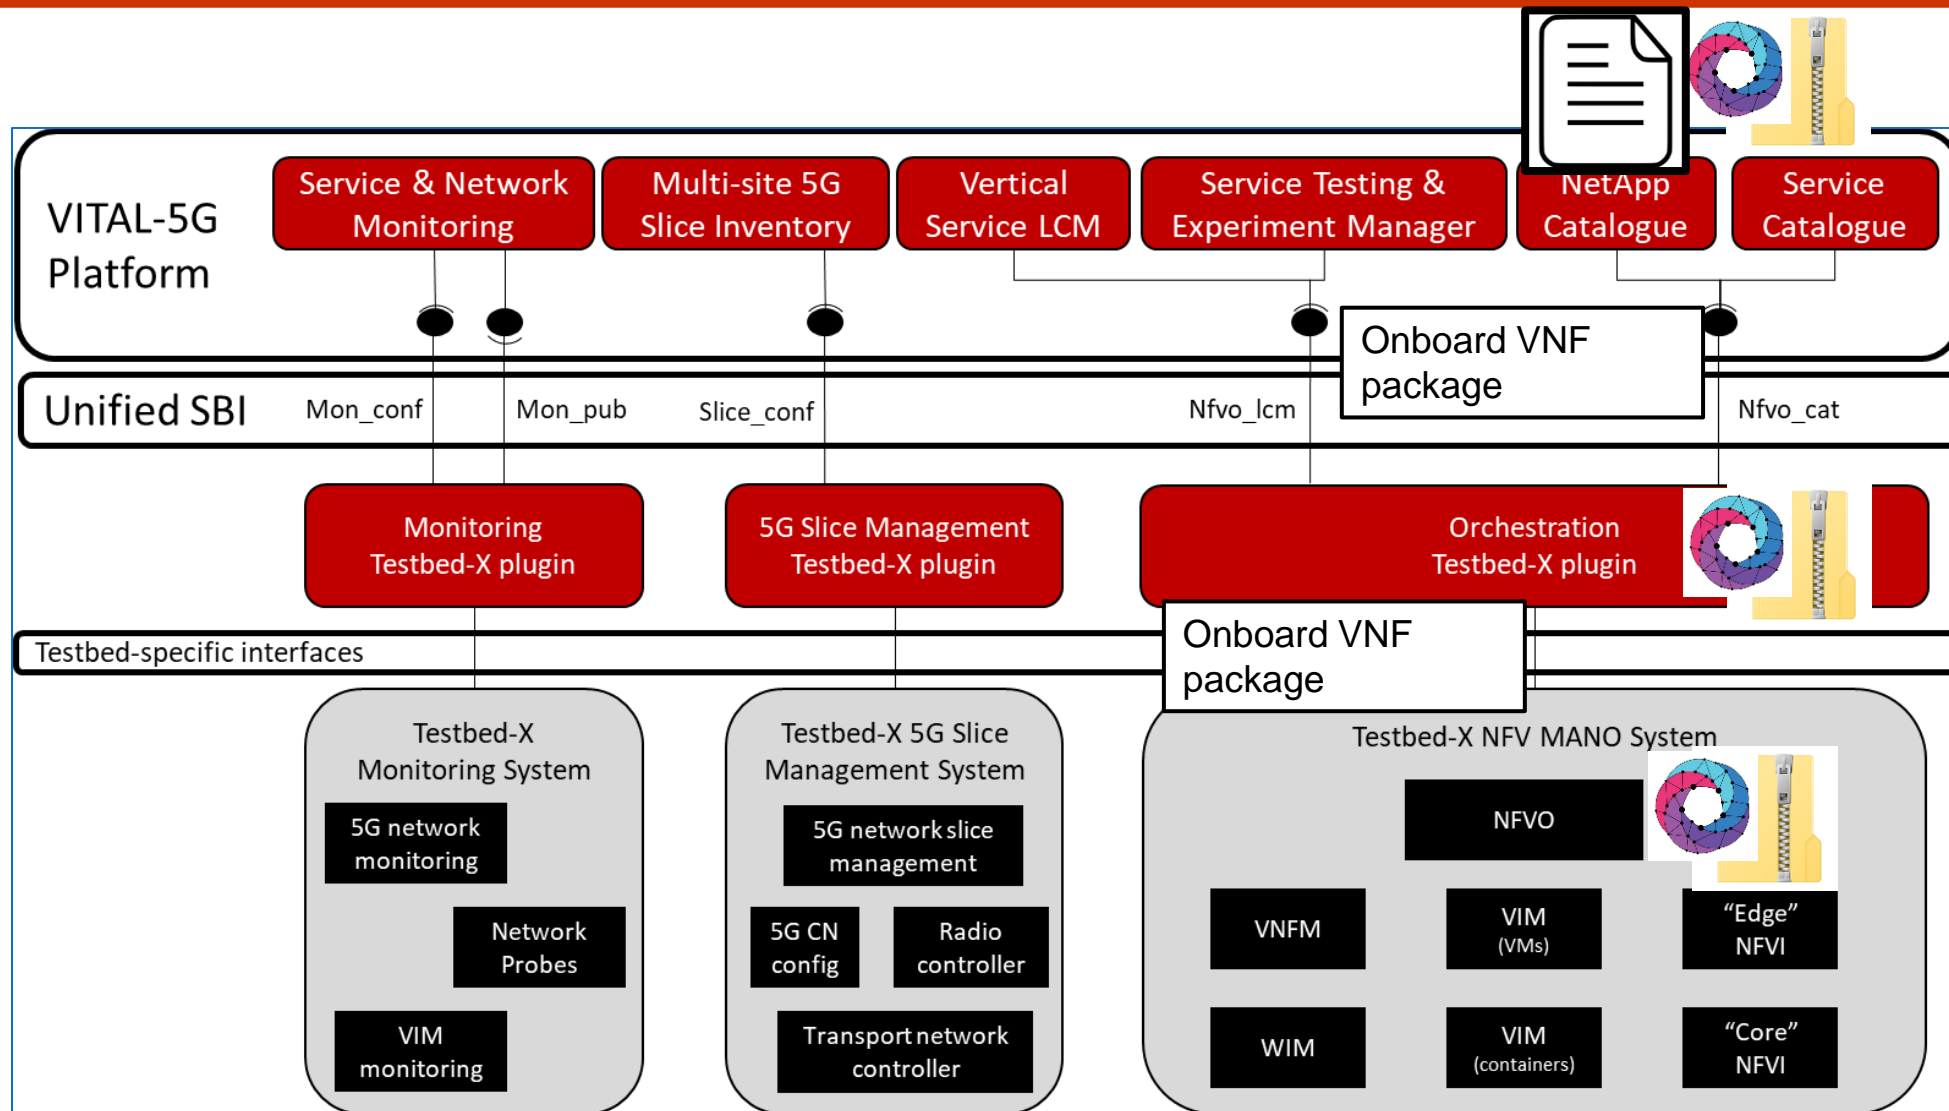 VITAL-5G
Platform
Service & Network
Monitoring
Multi-site 5G
Slice Inventory
Vertical
Service LCM
Service Testing &
Experiment Manager
NetApp
Catalogue
Service
Catalogue
Onboard VNF
package
Unified SBI
Mon_conf
Mon_pub
Slice_conf
Nfvo_lcm
Nfvo_cat
Monitoring
Testbed-X plugin
5G Slice Management
Testbed-X plugin
Orchestration
Testbed-X plugin
Onboard VNF
package
Testbed-specific interfaces
Testbed-X
Monitoring System
5G network
monitoring
Network
Probes
VIM
monitoring
Testbed-X 5G Slice
Management System
5G network slice
management
5G CN
config
Radio
controller
Transport network
controller
Testbed-X NFV MANO System
NFVO
VNFM
VIM
(VMs)
“Edge”
NFVI
WIM
VIM
(containers)
“Core”
NFVI